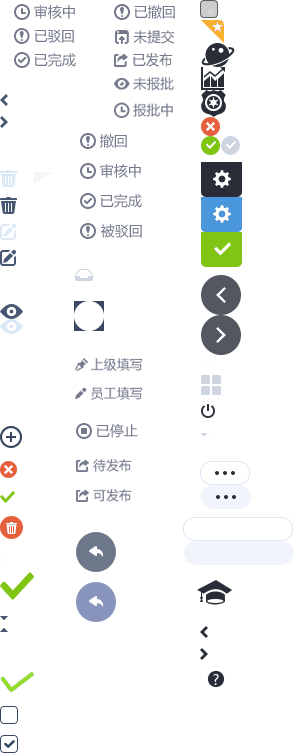 审核中
已撤回
已驳回
未提交
已完成
已发布
未报批
报批中
撤回
审核中
已完成
被驳回
上级填写
员工填写
已停止
待发布
可发布
?